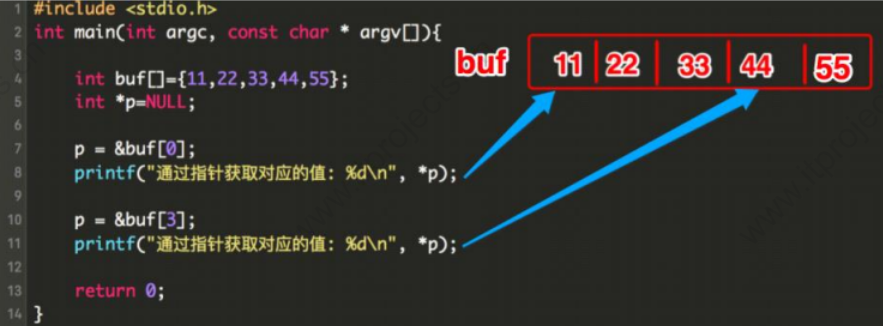 1 #include <stdio.h>
2 int main(int argc, const char * argv[]){
3
4 int buf[]={11,22,33,44,55};
5 int *p=NULL;
6
7 p = &buf[0];
8 printf("通过指针获取对应的值: %d\n", *p);
9
10 p = &buf[3];
11 printf("通过指针获取对应的值: %d\n", *p);
12
13 return 0;
14 }
buf 11 22 33 44 55